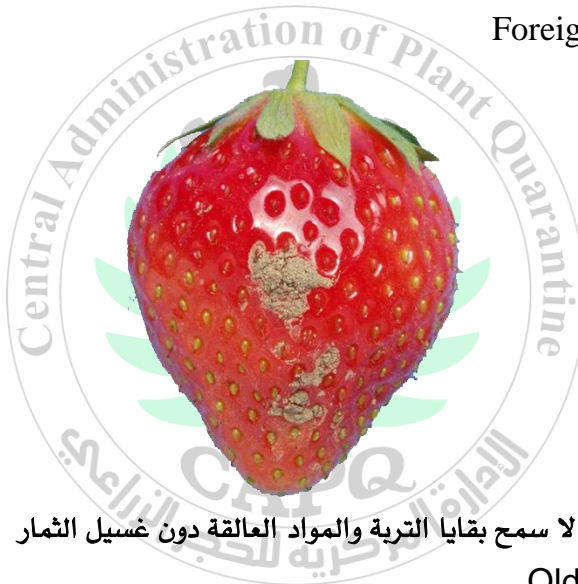 Foreig
Central Administration of Plant Quarantine
CAPQ
الإدارة المركزية للحجر الزراعي
لا سمح بقايا التربة والمواد العالقة دون غسيل الثمار
Old